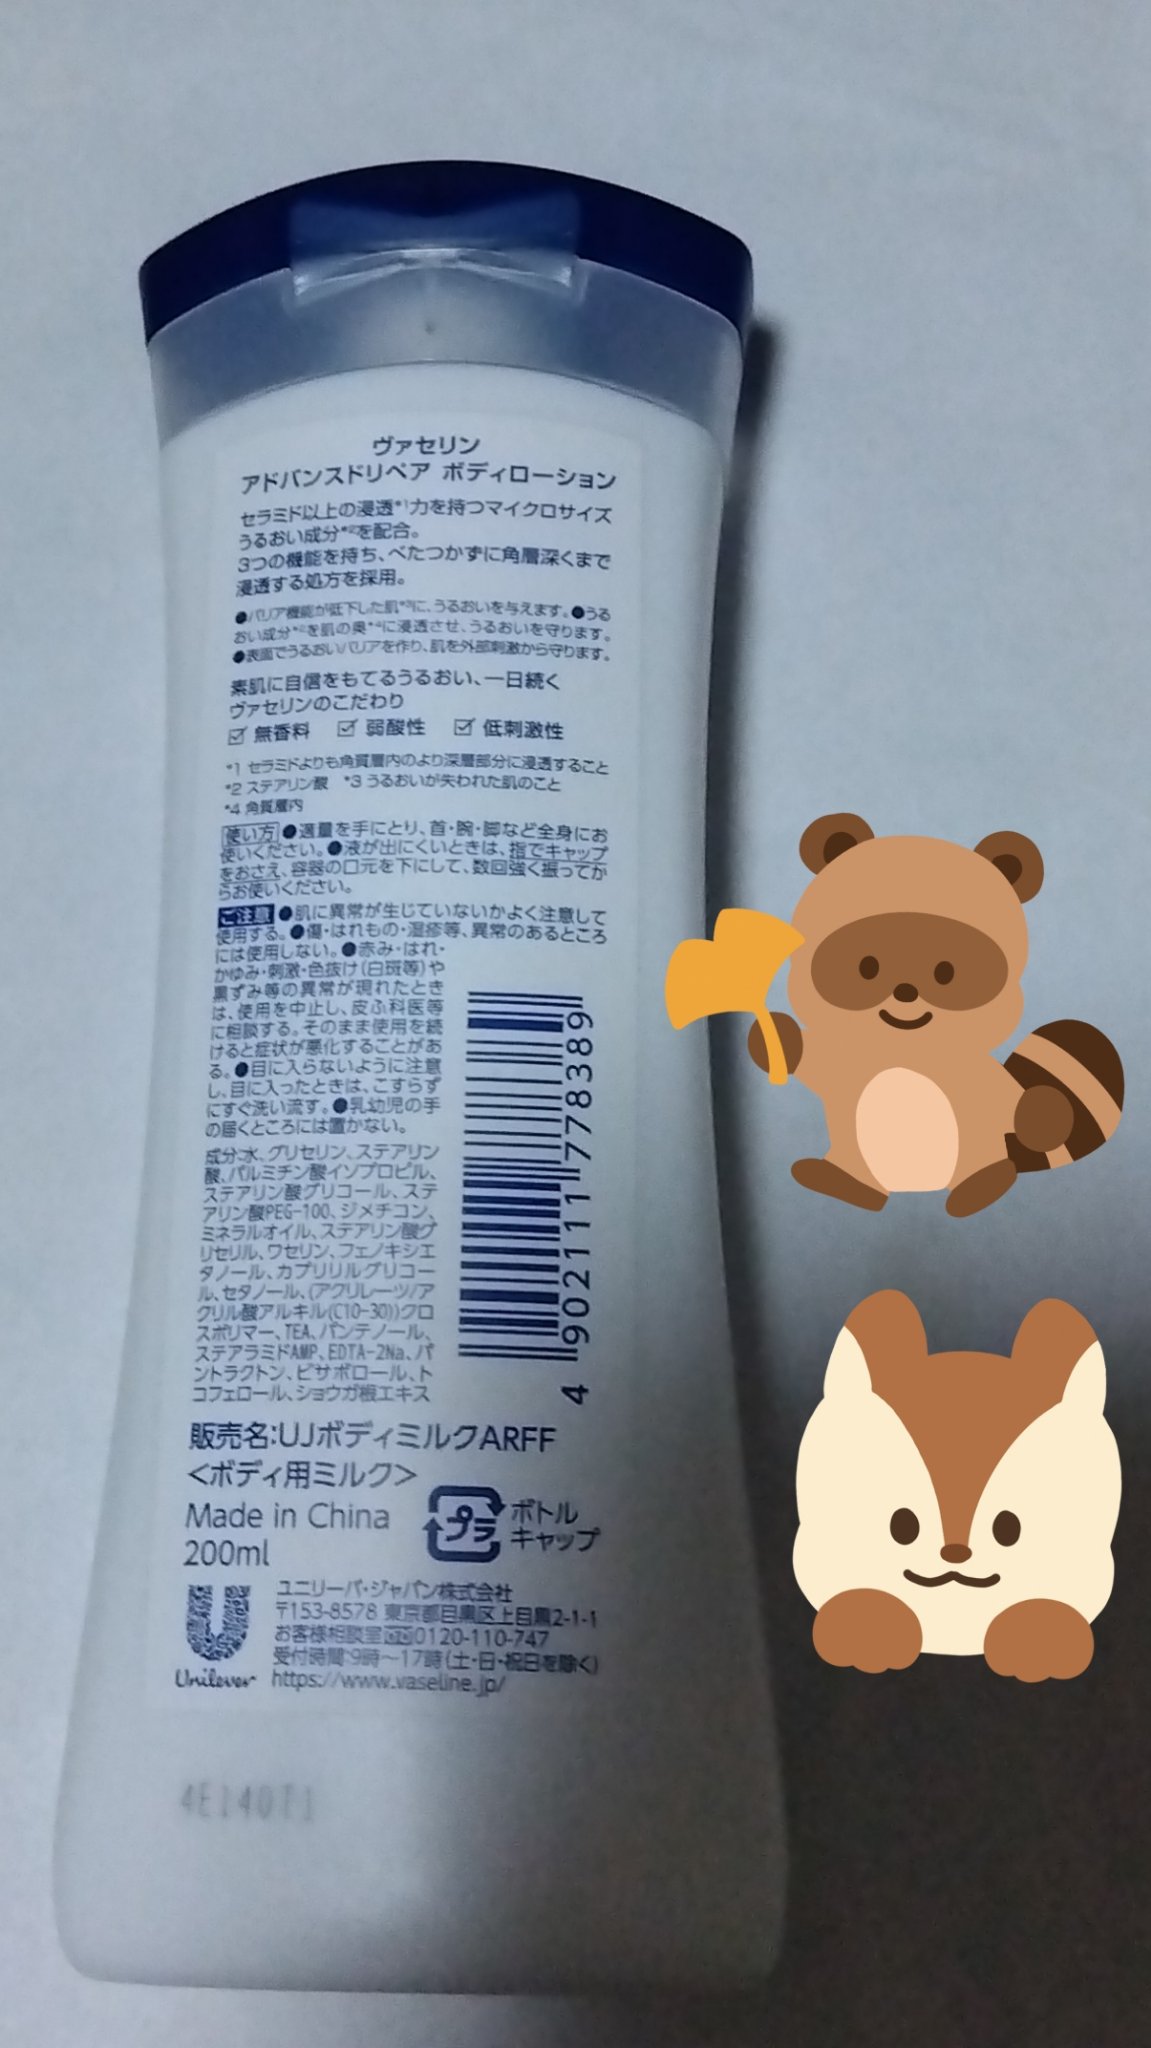 ヴァセリン
アドバンスドリペア ボディローション
セラミド以上の浸透*1力を持つマイクロサイズ
うるおい成分*2を配合。
3つの機能を持ち、べたつかずに角層深くまで
浸透する処方を採用。
●バリア機能が低下した肌*3に、うるおいを与えます。●うる
おい成分*2を肌の奥*4に浸透させ、うるおいを守ります。
●表面でうるおいバリアを作り、肌を外部刺激から守ります。
素肌に自信をもてるうるおい、一日続く
ヴァセリンのこだわり
☑ 無香料 ☑ 弱酸性 ☑ 低刺激性
*1 セラミドよりも角質層内のより深層部分に浸透すること
*2 ステアリン酸 *3 うるおいが失われた肌のこと
*4 角質層内
使い方 ●適量を手にとり、首・腕・脚など全身にお
使いください。●液が出にくいときは、指でキャップ
をおさえ、容器の口元を下にして、数回強く振ってか
らお使いください。
ご注意 ●肌に異常が生じていないかよく注意して
使用する。●傷・はれもの・湿疹等、異常のあるところ
には使用しない。●赤み・はれ・
かゆみ・刺激・色抜け(白斑等)や
黒ずみ等の異常が現れたとき
は、使用を中止し、皮ふ科医等
に相談する。そのまま使用を続
けると症状が悪化することがあ
る。●目に入らないように注意
し、目に入ったときは、こすらず
にすぐ洗い流す。●乳幼児の手
の届くところには置かない。
成分:水、グリセリン、ステアリン
酸、パルミチン酸イソプロピル、
ステアリン酸グリコール、ステ
アリン酸PEG-100、ジメチコン、
ミネラルオイル、ステアリン酸グ
リセリル、ワセリン、フェノキシエ
タノール、カプリリルグリコー
ル、セタノール、(アクリレーツ/ア
クリル酸アルキル(C10-30))クロ
スポリマー、TEA、パンテノール、
ステアラミドAMP、EDTA-2Na、パ
ントラクトン、ビサボロール、ト
コフェロール、ショウガ根エキス
4 902111 778389
販売名:UJボディミルクARFF
<ボディ用ミルク>
Made in China
200ml
プラ ボトル
キャップ
Unilever
ユニリーバ・ジャパン株式会社
〒153-8578 東京都目黒区上目黒2-1-1
お客様相談室 0120-110-747
受付時間:9時～17時(土・日・祝日を除く)
https://www.vaseline.jp/
4E140T1